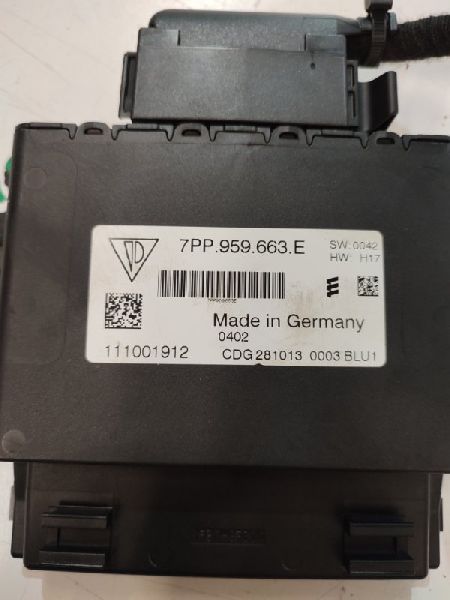 7PP.959.663.E
SW: 0042
HW: H17
Made in Germany
0402
111001912 CDG 281013 0003 BLU1